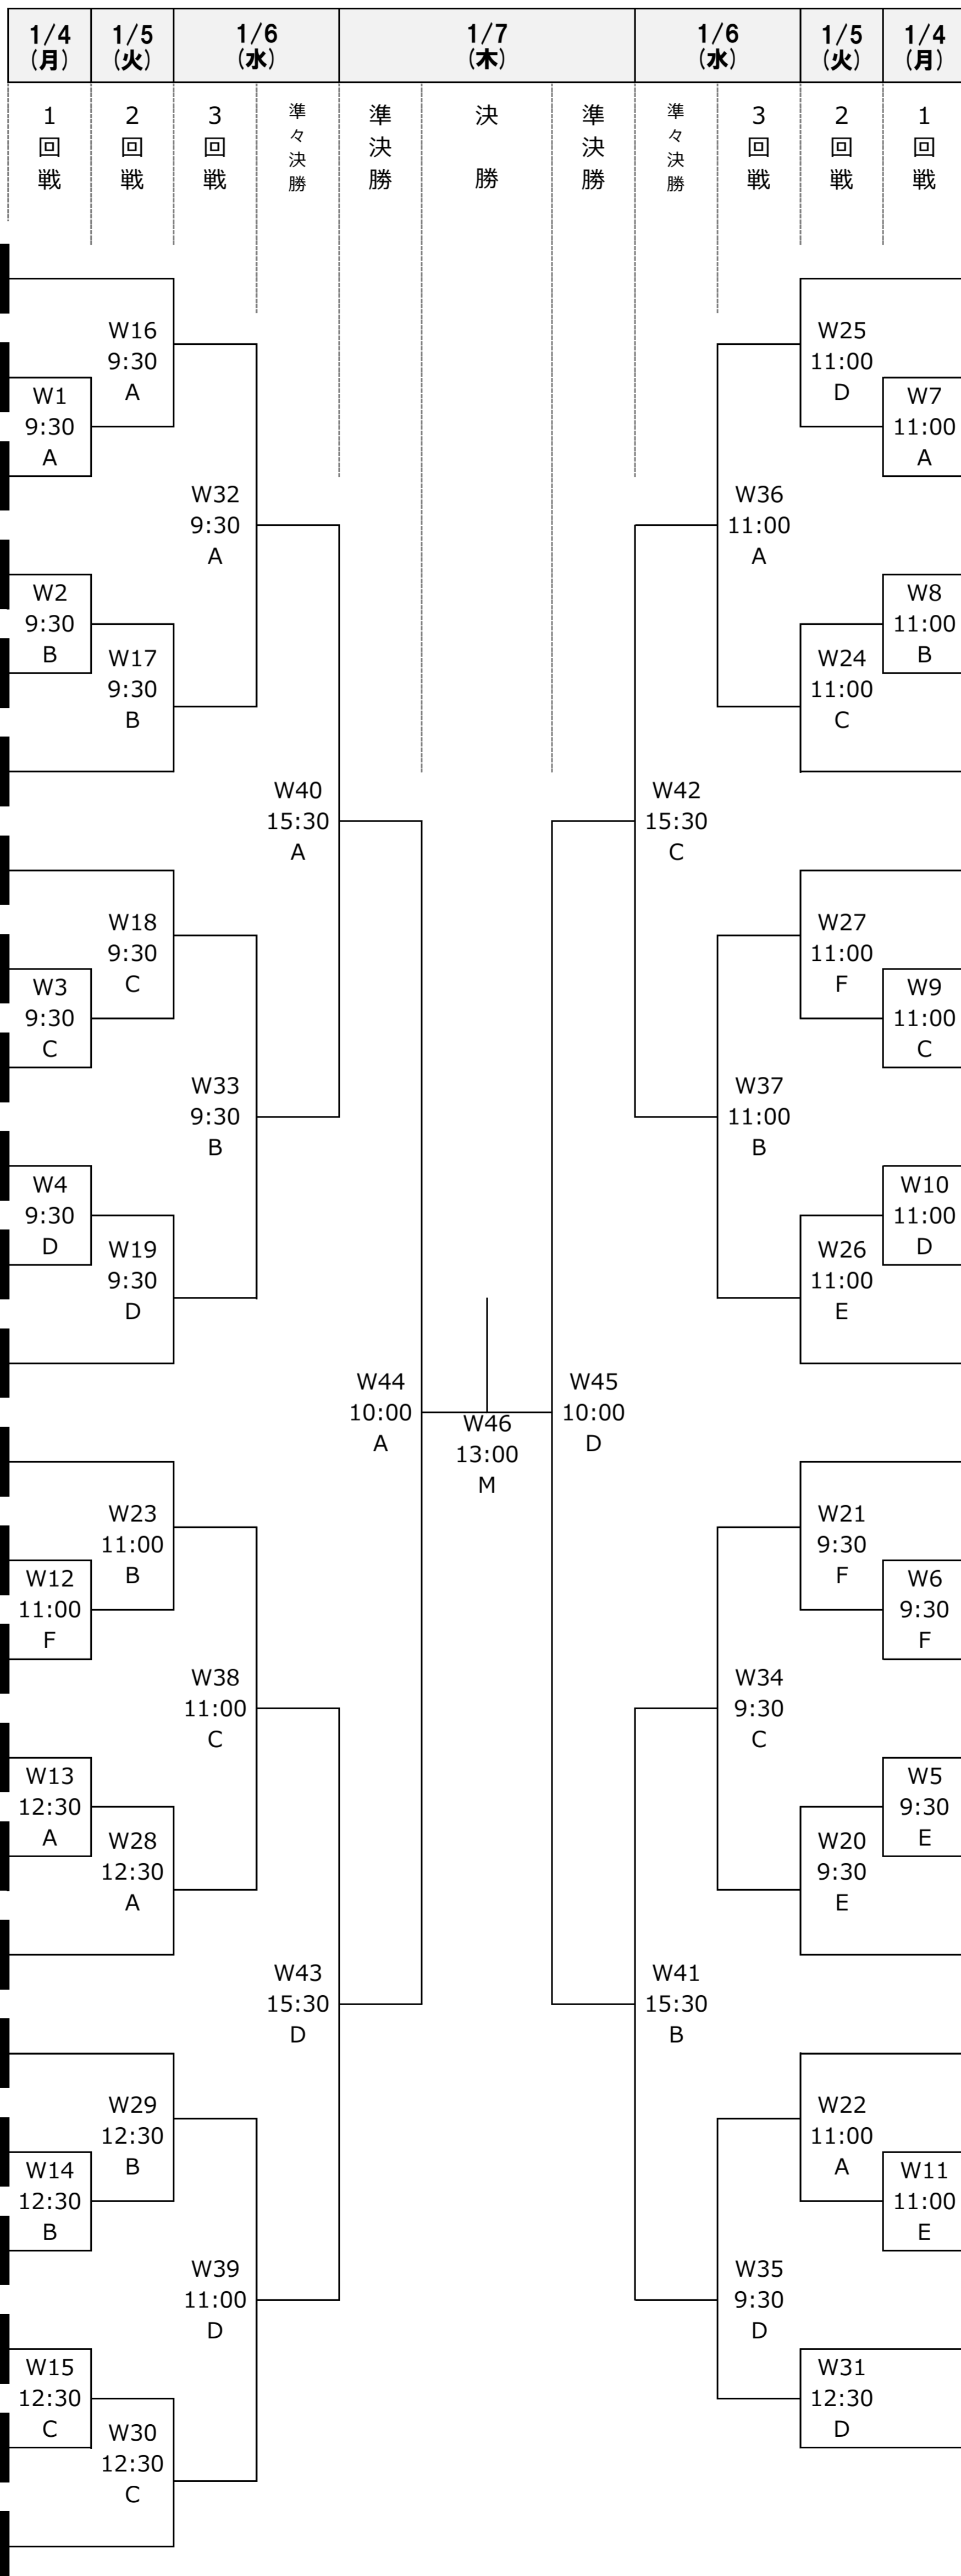 1/4 1/5 1/6 1/7 1/6 1/5 1/4
(月) (火) (水) (木) (水) (火) (月)
1回戦 2回戦 3回戦 準々決勝 準決勝 決勝 準決勝 準々決勝 3回戦 2回戦 1回戦
W16
9:30
A
W25
11:00
D
W1
9:30
A
W7
11:00
A
W32
9:30
A
W36
11:00
A
W2
9:30
B
W8
11:00
B
W17
9:30
B
W24
11:00
C
W40
15:30
A
W42
15:30
C
W18
9:30
C
W27
11:00
F
W3
9:30
C
W9
11:00
C
W33
9:30
B
W37
11:00
B
W4
9:30
D
W10
11:00
D
W19
9:30
D
W26
11:00
E
W44
10:00
A
W46
13:00
M
W45
10:00
D
W23
11:00
B
W21
9:30
F
W12
11:00
F
W6
9:30
F
W38
11:00
C
W34
9:30
C
W13
12:30
A
W5
9:30
E
W28
12:30
A
W20
9:30
E
W43
15:30
D
W41
15:30
B
W29
12:30
B
W22
11:00
A
W14
12:30
B
W11
11:00
E
W39
11:00
D
W35
9:30
D
W15
12:30
C
W31
12:30
D
W30
12:30
C